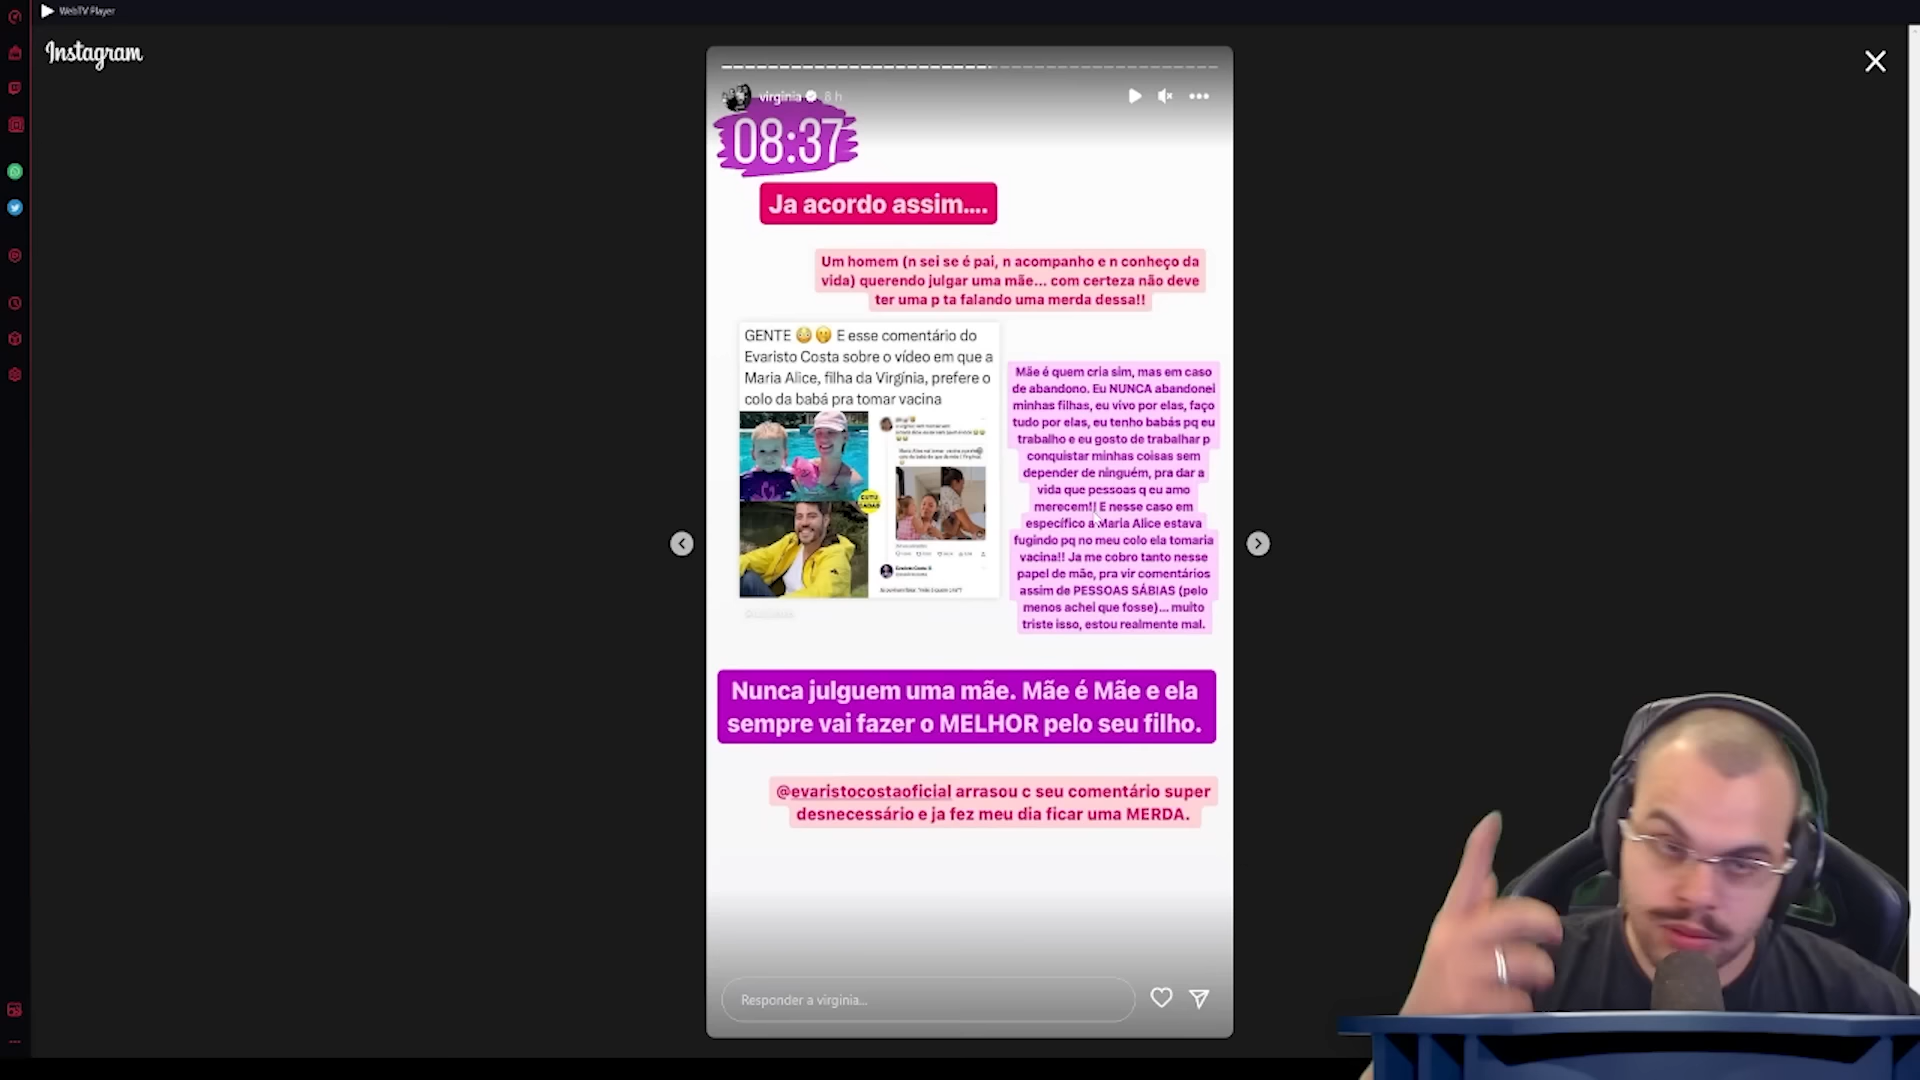 WebTV Player
Instagram
virginia 8 h
08:37
Ja acordo assim....
Um homem (n sei se é pai, n acompanho e n conheço da
vida) querendo julgar uma mãe... com certeza não deve
ter uma p ta falando uma merda dessa!!
GENTE 😳 🤭 E esse comentário do
Evaristo Costa sobre o vídeo em que a
Maria Alice, filha da Virgínia, prefere o
colo da babá pra tomar vacina
Mãe é quem cria sim, mas em caso
de abandono. Eu NUNCA abandonei
minhas filhas, eu vivo por elas, faço
tudo por elas, eu tenho babás pq eu
trabalho e eu gosto de trabalhar p
conquistar minhas coisas sem
depender de ninguém, pra dar a
vida que pessoas q eu amo
merecem!! E nesse caso em
específico a Maria Alice estava
fugindo pq no meu colo ela tomaria
vacina!! Ja me cobro tanto nesse
papel de mãe, pra vir comentários
assim de PESSOAS SÁBIAS (pelo
menos achei que fosse)... muito
triste isso, estou realmente mal.
Nunca julguem uma mãe. Mãe é Mãe e ela
sempre vai fazer o MELHOR pelo seu filho.
@evaristocostaoficial arrasou c seu comentário super
desnecessário e ja fez meu dia ficar uma MERDA.
Responder a virginia...